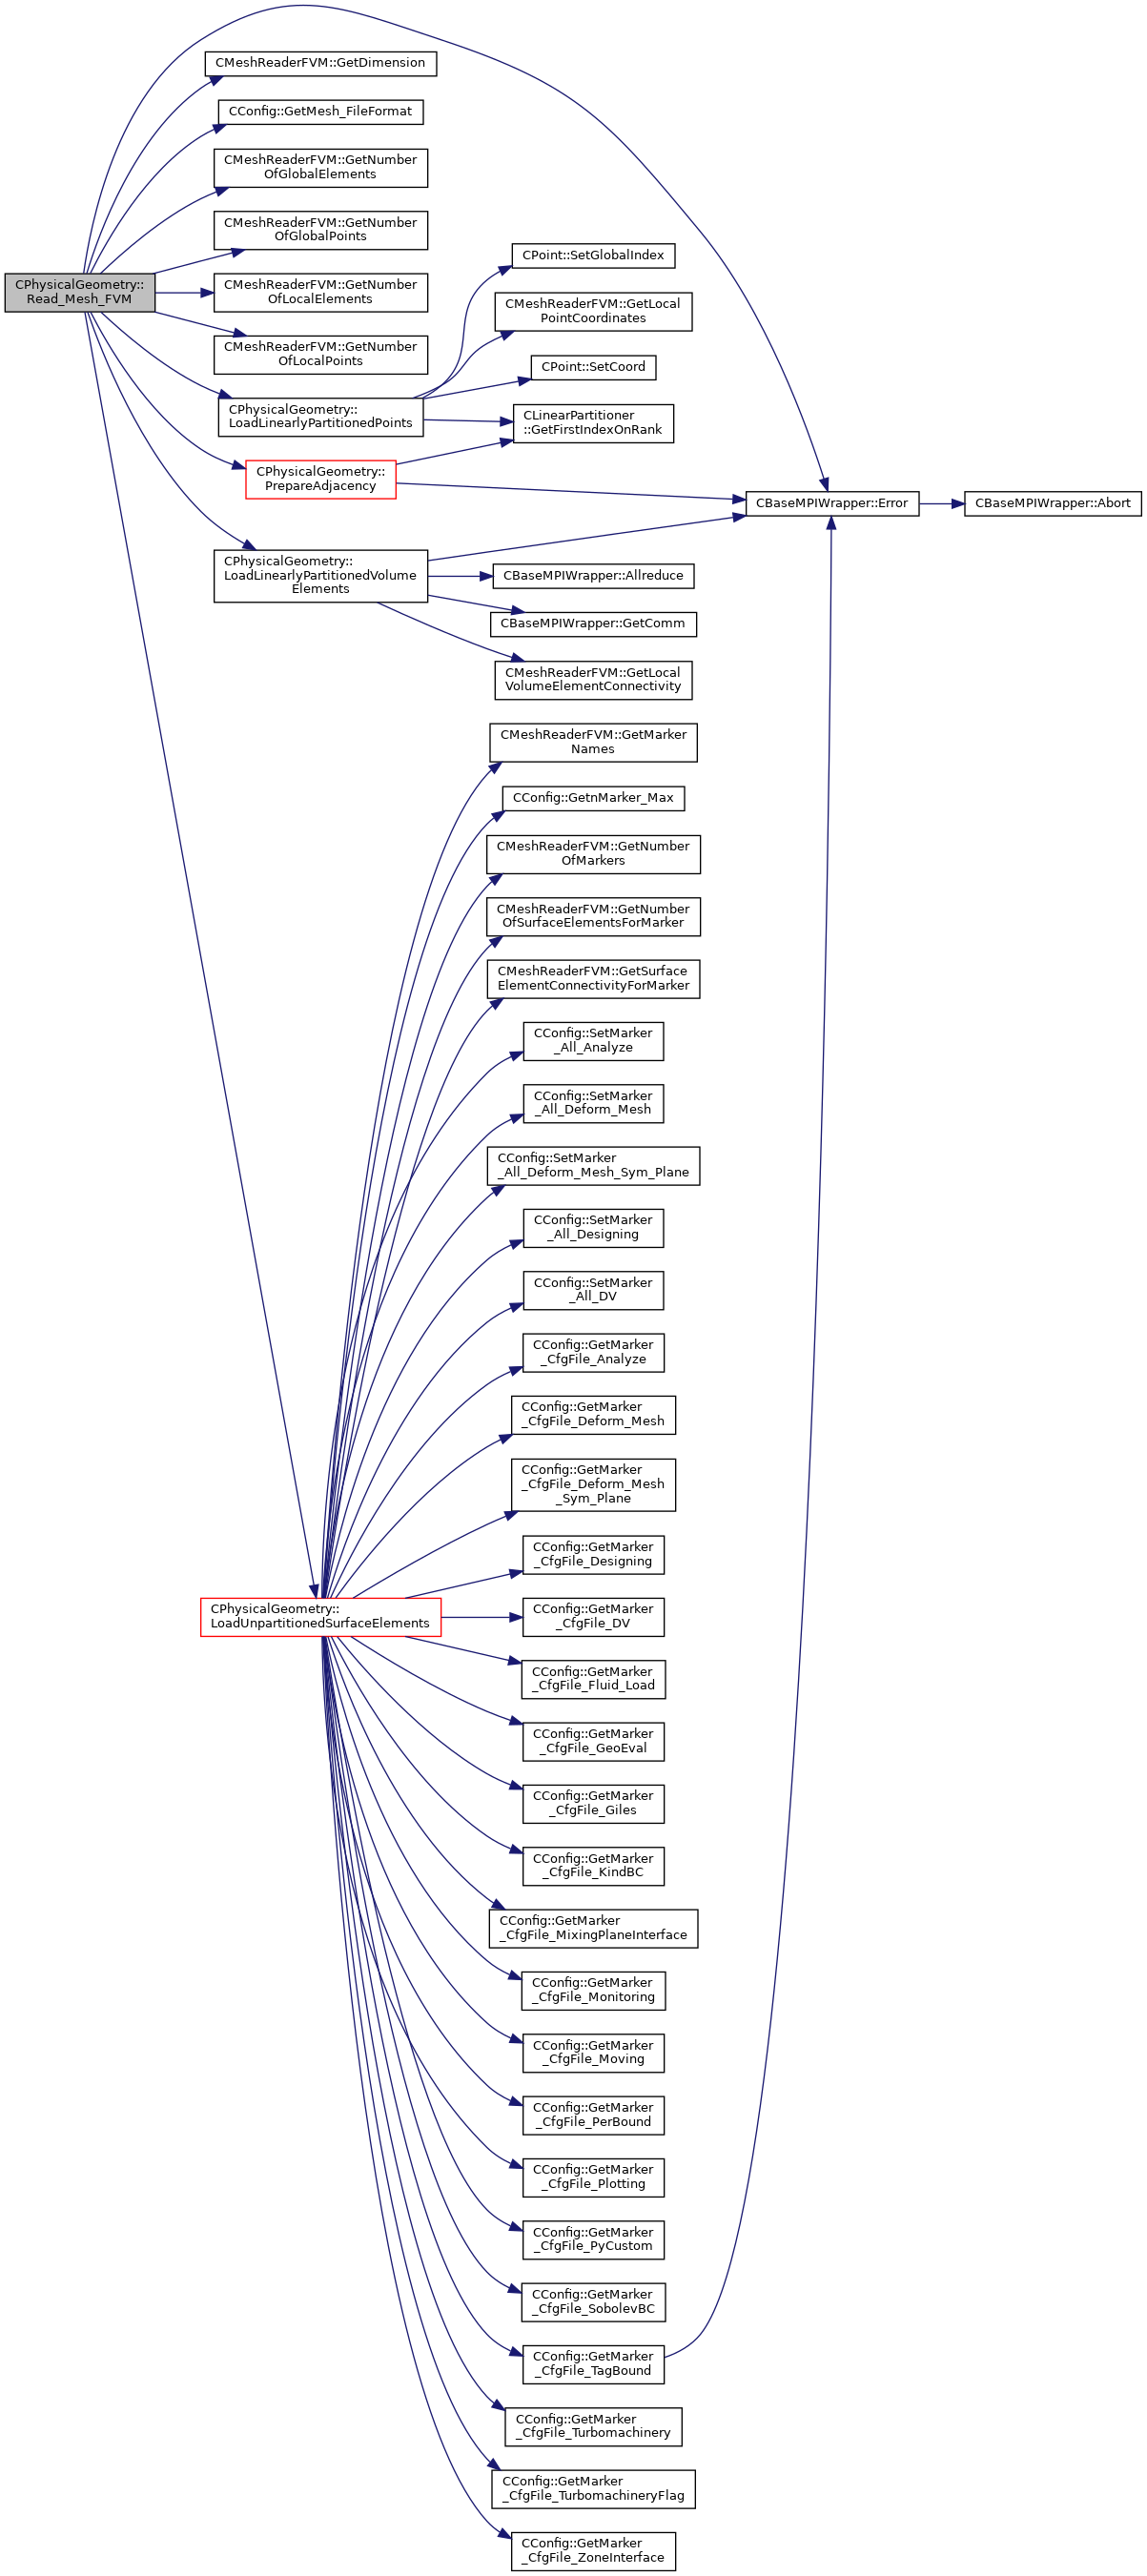 CMeshReaderFVM::GetDimension
CConfig::GetMesh_FileFormat
CMeshReaderFVM::GetNumber
OfGlobalElements
CMeshReaderFVM::GetNumber
OfGlobalPoints
CPhysicalGeometry::
Read_Mesh_FVM
CMeshReaderFVM::GetNumber
OfLocalElements
CMeshReaderFVM::GetNumber
OfLocalPoints
CPhysicalGeometry::
LoadLinearlyPartitionedPoints
CPhysicalGeometry::
PrepareAdjacency
CPhysicalGeometry::
LoadLinearlyPartitionedVolume
Elements
CPoint::SetGlobalIndex
CMeshReaderFVM::GetLocal
PointCoordinates
CPoint::SetCoord
CLinearPartitioner
::GetFirstIndexOnRank
CBaseMPIWrapper::Error
CBaseMPIWrapper::Abort
CBaseMPIWrapper::Allreduce
CBaseMPIWrapper::GetComm
CMeshReaderFVM::GetLocal
VolumeElementConnectivity
CPhysicalGeometry::
LoadUnpartitionedSurfaceElements
CMeshReaderFVM::GetMarker
Names
CConfig::GetnMarker_Max
CMeshReaderFVM::GetNumber
OfMarkers
CMeshReaderFVM::GetNumber
OfSurfaceElementsForMarker
CMeshReaderFVM::GetSurface
ElementConnectivityForMarker
CConfig::SetMarker
_All_Analyze
CConfig::SetMarker
_All_Deform_Mesh
CConfig::SetMarker
_All_Deform_Mesh_Sym_Plane
CConfig::SetMarker
_All_Designing
CConfig::SetMarker
_All_DV
CConfig::GetMarker
_CfgFile_Analyze
CConfig::GetMarker
_CfgFile_Deform_Mesh
CConfig::GetMarker
_CfgFile_Deform_Mesh
_Sym_Plane
CConfig::GetMarker
_CfgFile_Designing
CConfig::GetMarker
_CfgFile_DV
CConfig::GetMarker
_CfgFile_Fluid_Load
CConfig::GetMarker
_CfgFile_GeoEval
CConfig::GetMarker
_CfgFile_Giles
CConfig::GetMarker
_CfgFile_KindBC
CConfig::GetMarker
_CfgFile_MixingPlaneInterface
CConfig::GetMarker
_CfgFile_Monitoring
CConfig::GetMarker
_CfgFile_Moving
CConfig::GetMarker
_CfgFile_PerBound
CConfig::GetMarker
_CfgFile_Plotting
CConfig::GetMarker
_CfgFile_PyCustom
CConfig::GetMarker
_CfgFile_SobolevBC
CConfig::GetMarker
_CfgFile_TagBound
CConfig::GetMarker
_CfgFile_Turbomachinery
CConfig::GetMarker
_CfgFile_TurbomachineryFlag
CConfig::GetMarker
_CfgFile_ZoneInterface